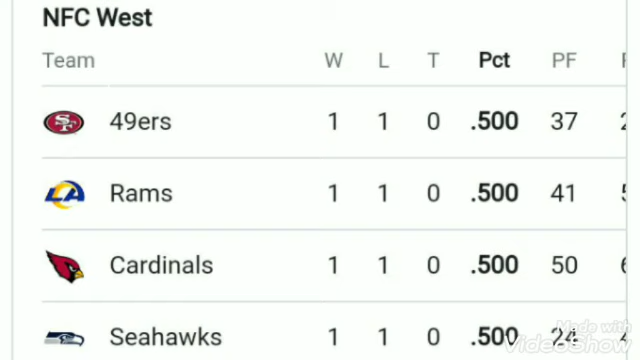 NFC West
Team W L T Pct PF
49ers 1 1 0 .500 37
Rams 1 1 0 .500 41
Cardinals 1 1 0 .500 50
Seahawks 1 1 0 .500 24
Made with
VideoShow